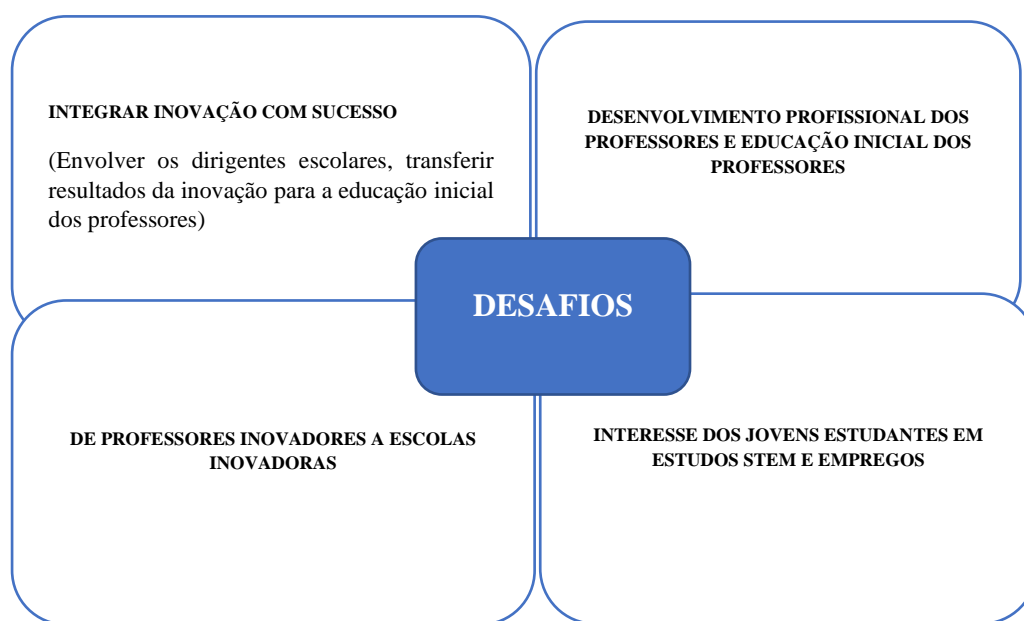 INTEGRAR INOVAÇÃO COM SUCESSO
(Envolver os dirigentes escolares, transferir
resultados da inovação para a educação inicial
dos professores)
DESENVOLVIMENTO PROFISSIONAL DOS
PROFESSORES E EDUCAÇÃO INICIAL DOS
PROFESSORES
DESAFIOS
DE PROFESSORES INOVADORES A ESCOLAS
INOVADORAS
INTERESSE DOS JOVENS ESTUDANTES EM
ESTUDOS STEM E EMPREGOS